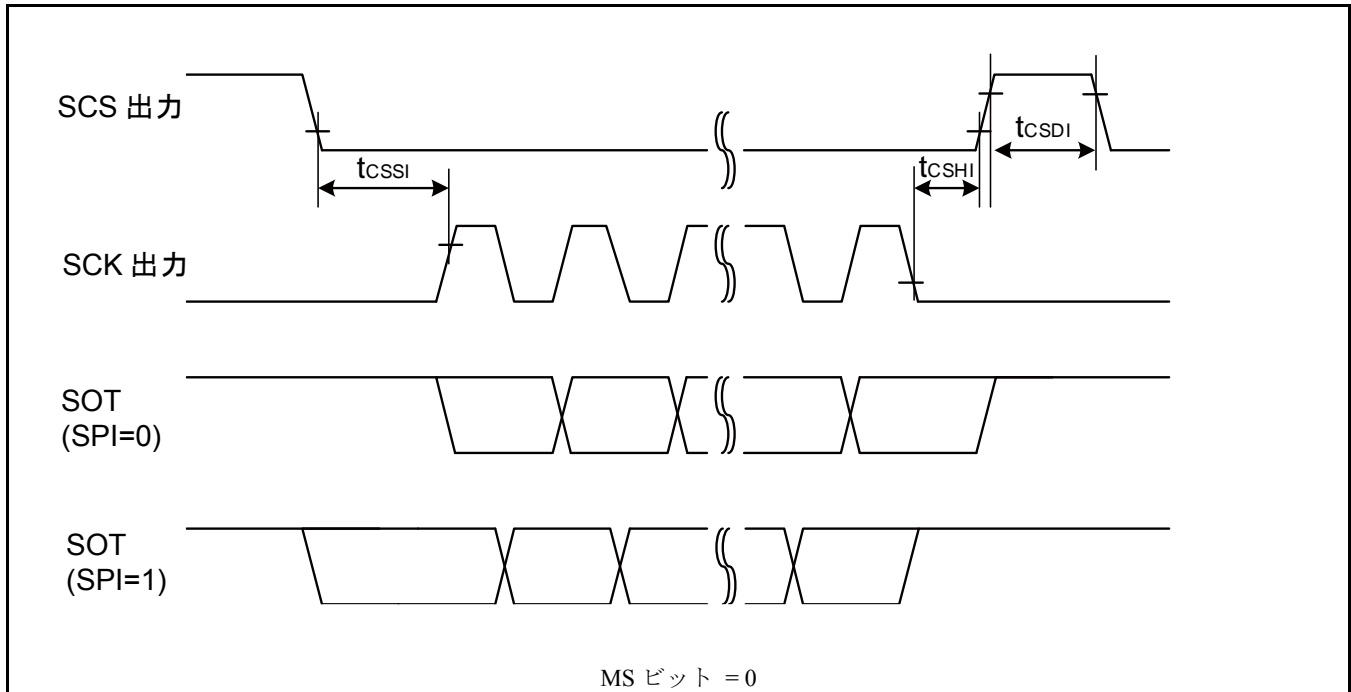 SCS 出力
tCSSI
tCSHI
tCSDI
SCK 出力
SOT
(SPI=0)
SOT
(SPI=1)
MS ビット = 0